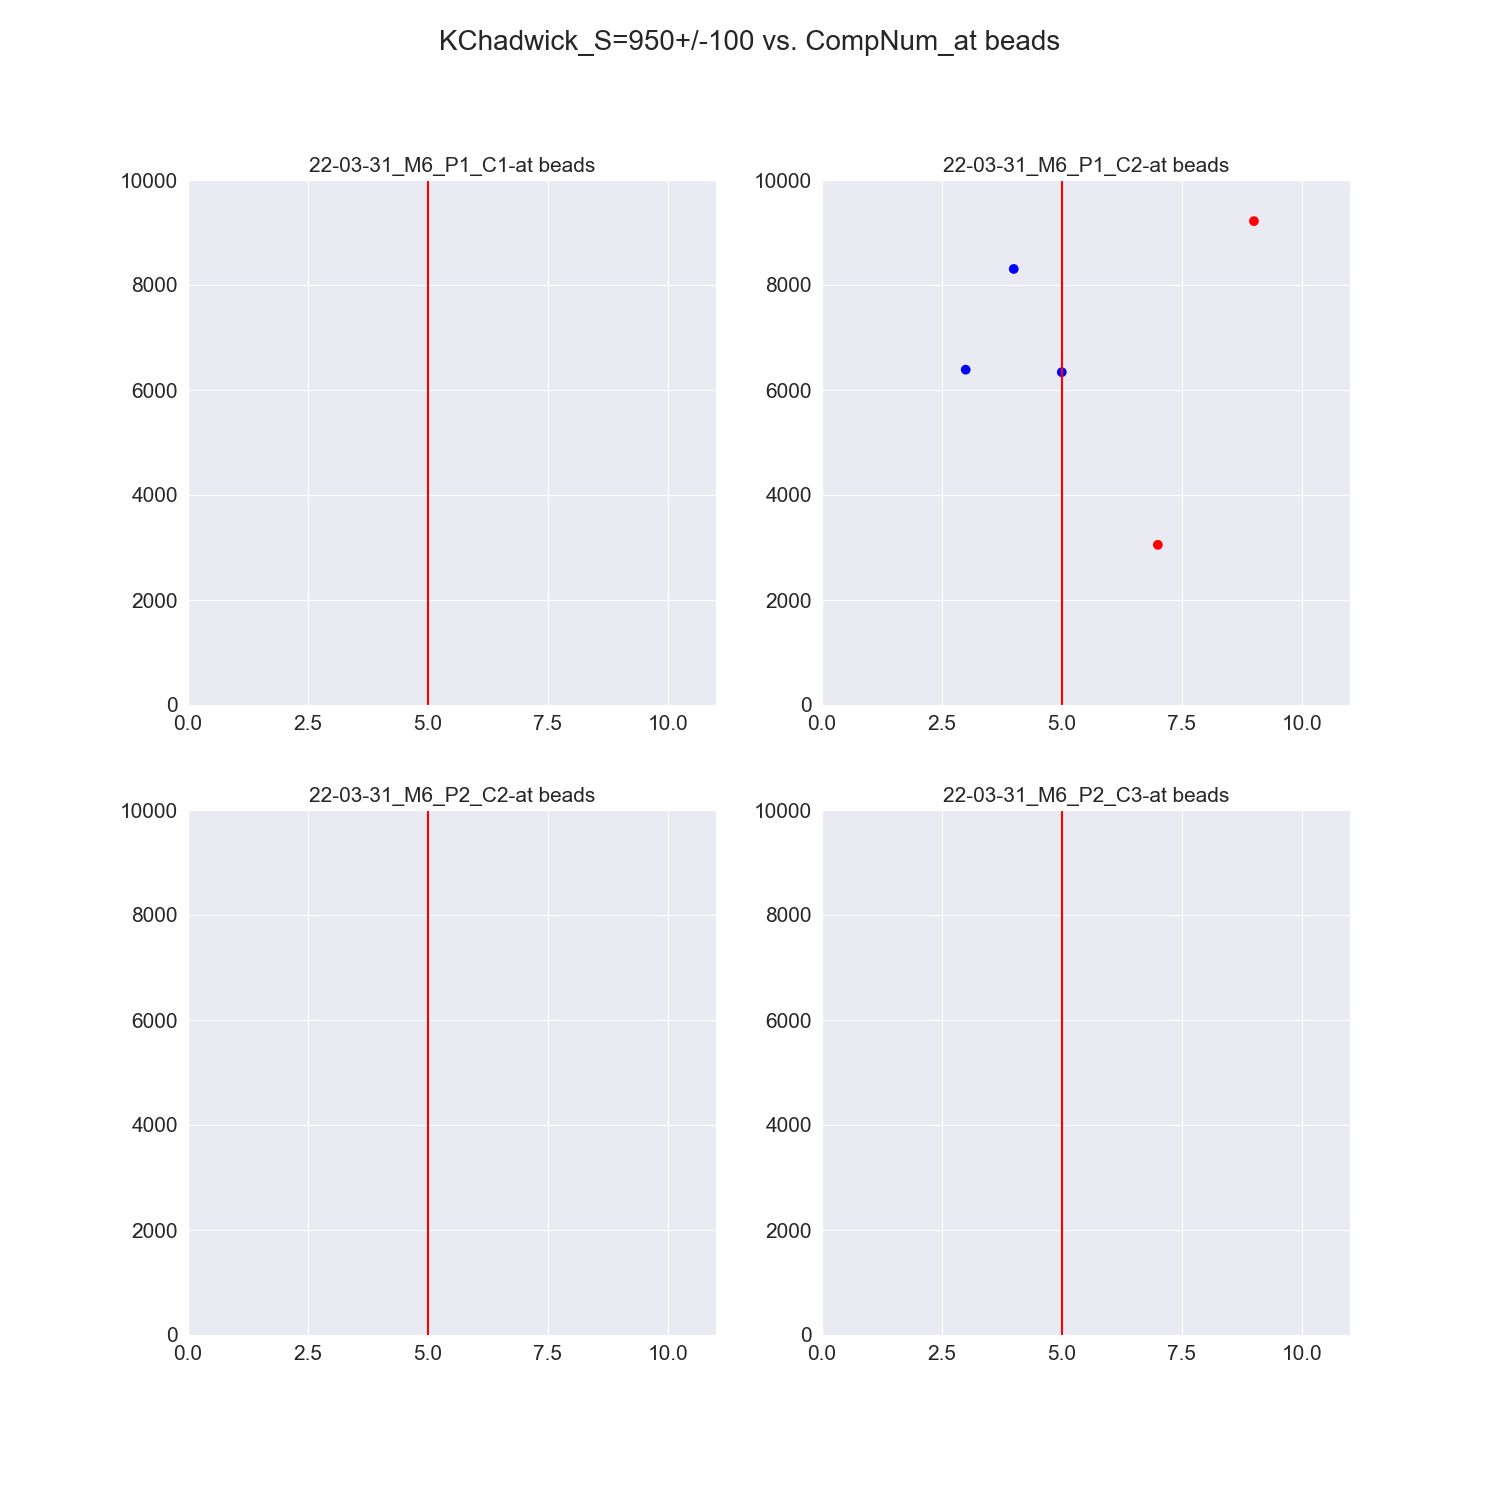 KChadwick_S=950+/-100 vs. CompNum_at beads
22-03-31_M6_P1_C1-at beads
10000
8000
6000
4000
2000
0
0.0 2.5 5.0 7.5 10.0
22-03-31_M6_P1_C2-at beads
10000
8000
6000
4000
2000
0
0.0 2.5 5.0 7.5 10.0
22-03-31_M6_P2_C2-at beads
10000
8000
6000
4000
2000
0
0.0 2.5 5.0 7.5 10.0
22-03-31_M6_P2_C3-at beads
10000
8000
6000
4000
2000
0
0.0 2.5 5.0 7.5 10.0